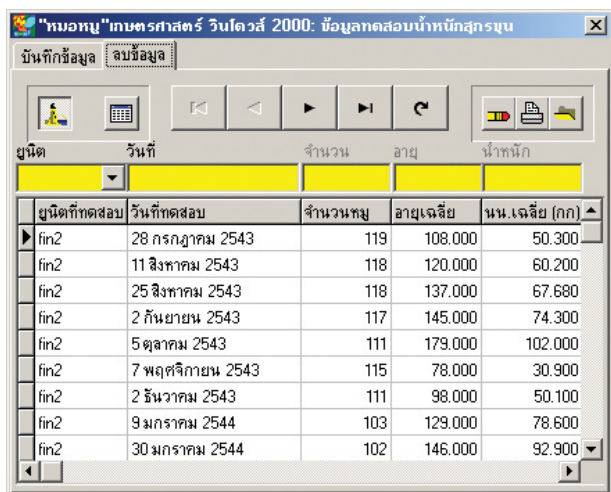 "หมอหมู"เกษตรศาสตร์ วินโดวส์ 2000: ข้อมูลทดสอบน้ำหนักสุกรขุน
บันทึกข้อมูล ลบข้อมูล
ยูนิต วันที่ จำนวน อายุ น้ำหนัก
ยูนิตที่ทดสอบ วันที่ทดสอบ จำนวนหมู อายุเฉลี่ย นน.เฉลี่ย (กก)
fin2 28 กรกฎาคม 2543 119 108.000 50.300
fin2 11 สิงหาคม 2543 118 120.000 60.200
fin2 25 สิงหาคม 2543 118 137.000 67.680
fin2 2 กันยายน 2543 117 145.000 74.300
fin2 5 ตุลาคม 2543 111 179.000 102.000
fin2 7 พฤศจิกายน 2543 115 78.000 30.900
fin2 2 ธันวาคม 2543 111 98.000 50.100
fin2 9 มกราคม 2544 103 129.000 78.600
fin2 30 มกราคม 2544 102 146.000 92.900